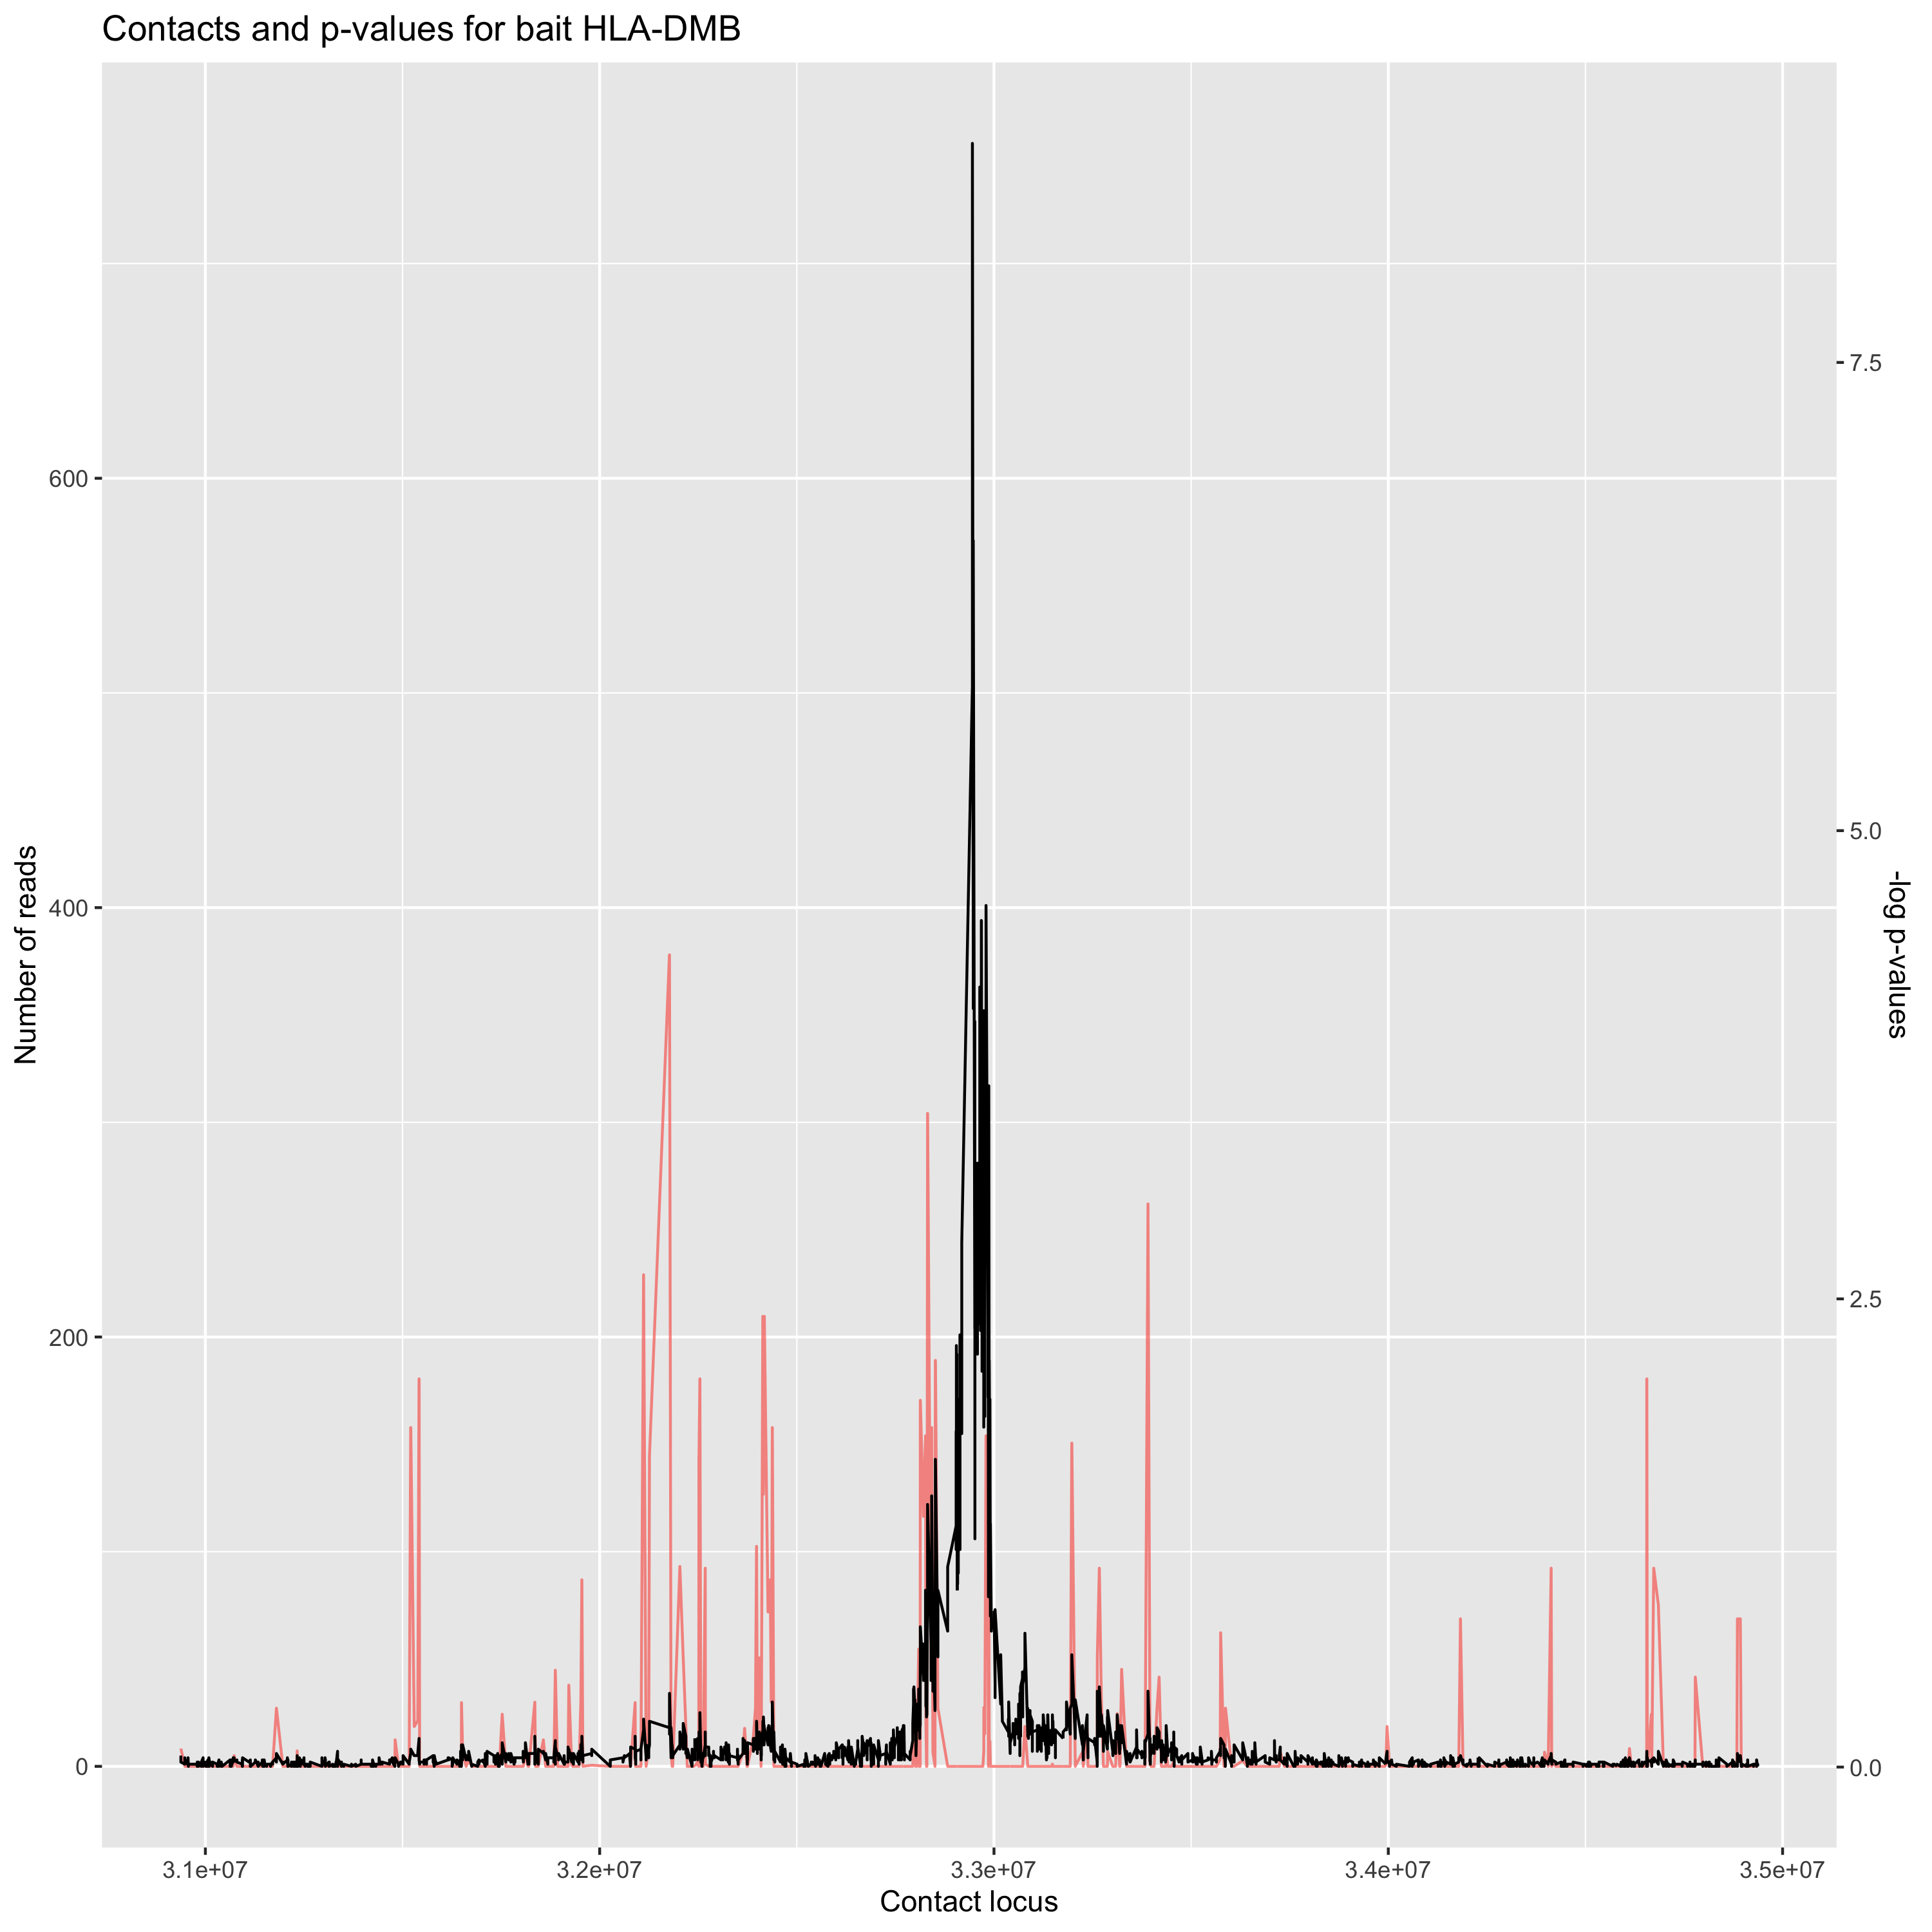 Contacts and p-values for bait HLA-DMB
Number of reads
600
400
200
0
7.5
5.0
2.5
0.0
-log p-values
3.1e+07
3.2e+07
3.3e+07
3.4e+07
3.5e+07
Contact locus